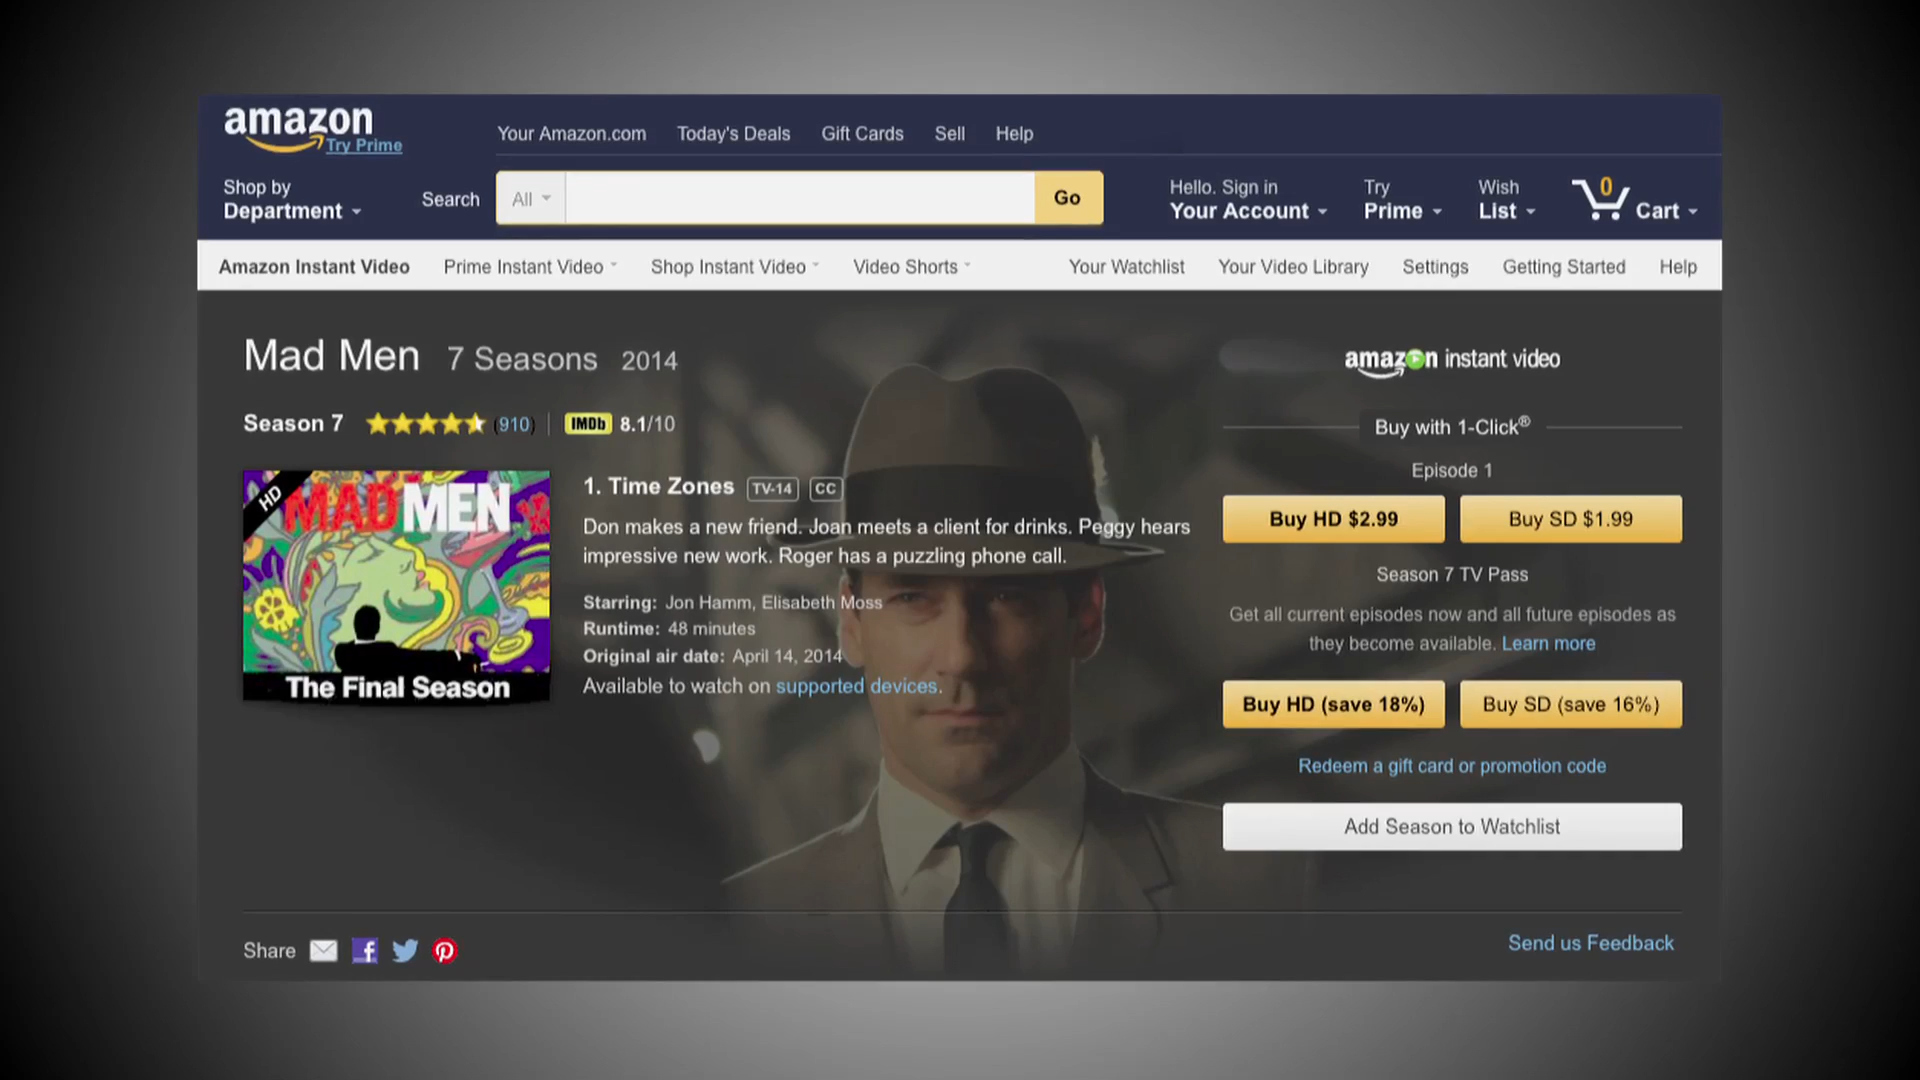 amazon
Try Prime
Your Amazon.com Today's Deals Gift Cards Sell Help
Shop by
Department
Search
All
Go
Hello. Sign in
Your Account
Try
Prime
Wish
List
0
Cart
Amazon Instant Video Prime Instant Video Shop Instant Video Video Shorts Your Watchlist Your Video Library Settings Getting Started Help
Mad Men 7 Seasons 2014
Season 7 (910) IMDb 8.1/10
HD
MAD MEN
The Final Season
1. Time Zones TV-14 CC
Don makes a new friend. Joan meets a client for drinks. Peggy hears
impressive new work. Roger has a puzzling phone call.
Starring: Jon Hamm, Elisabeth Moss
Runtime: 48 minutes
Original air date: April 14, 2014
Available to watch on supported devices.
amazon instant video
Buy with 1-Click®
Episode 1
Buy HD $2.99 Buy SD $1.99
Season 7 TV Pass
Get all current episodes now and all future episodes as
they become available. Learn more
Buy HD (save 18%) Buy SD (save 16%)
Redeem a gift card or promotion code
Add Season to Watchlist
Share
Send us Feedback